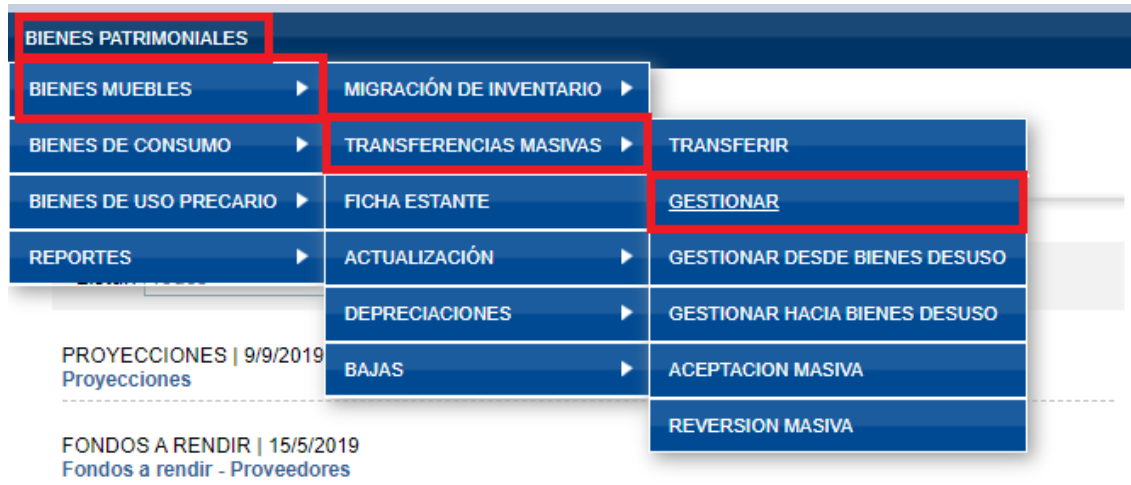 BIENES PATRIMONIALES
BIENES MUEBLES
BIENES DE CONSUMO
BIENES DE USO PRECARIO
REPORTES
MIGRACIÓN DE INVENTARIO
TRANSFERENCIAS MASIVAS
FICHA ESTANTE
ACTUALIZACIÓN
DEPRECIACIONES
BAJAS
TRANSFERIR
GESTIONAR
GESTIONAR DESDE BIENES DESUSO
GESTIONAR HACIA BIENES DESUSO
ACEPTACION MASIVA
REVERSION MASIVA
PROYECCIONES | 9/9/2019
Proyecciones
FONDOS A RENDIR | 15/5/2019
Fondos a rendir - Proveedores